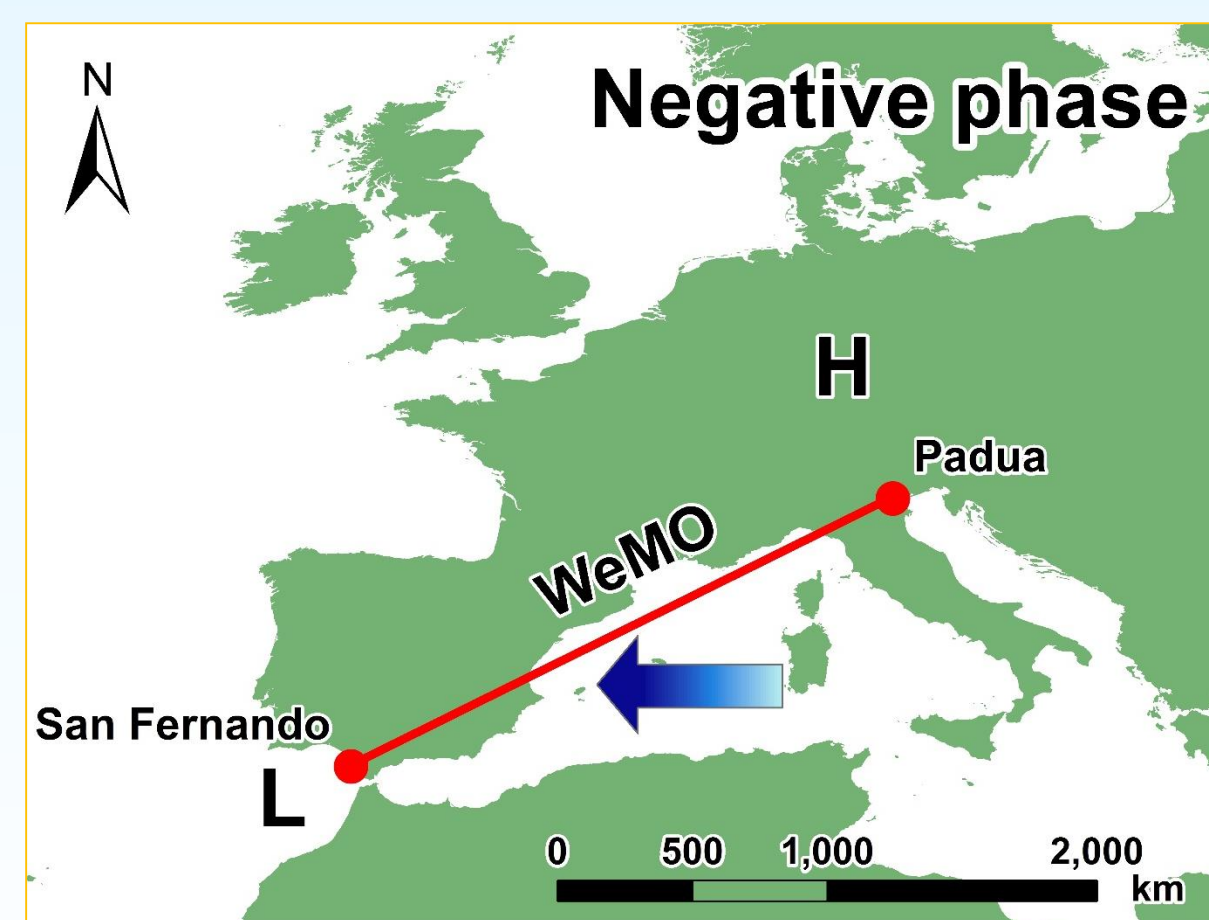 N
Negative phase
H
Padua
WeMO
San Fernando
L
0 500 1,000 2,000
km